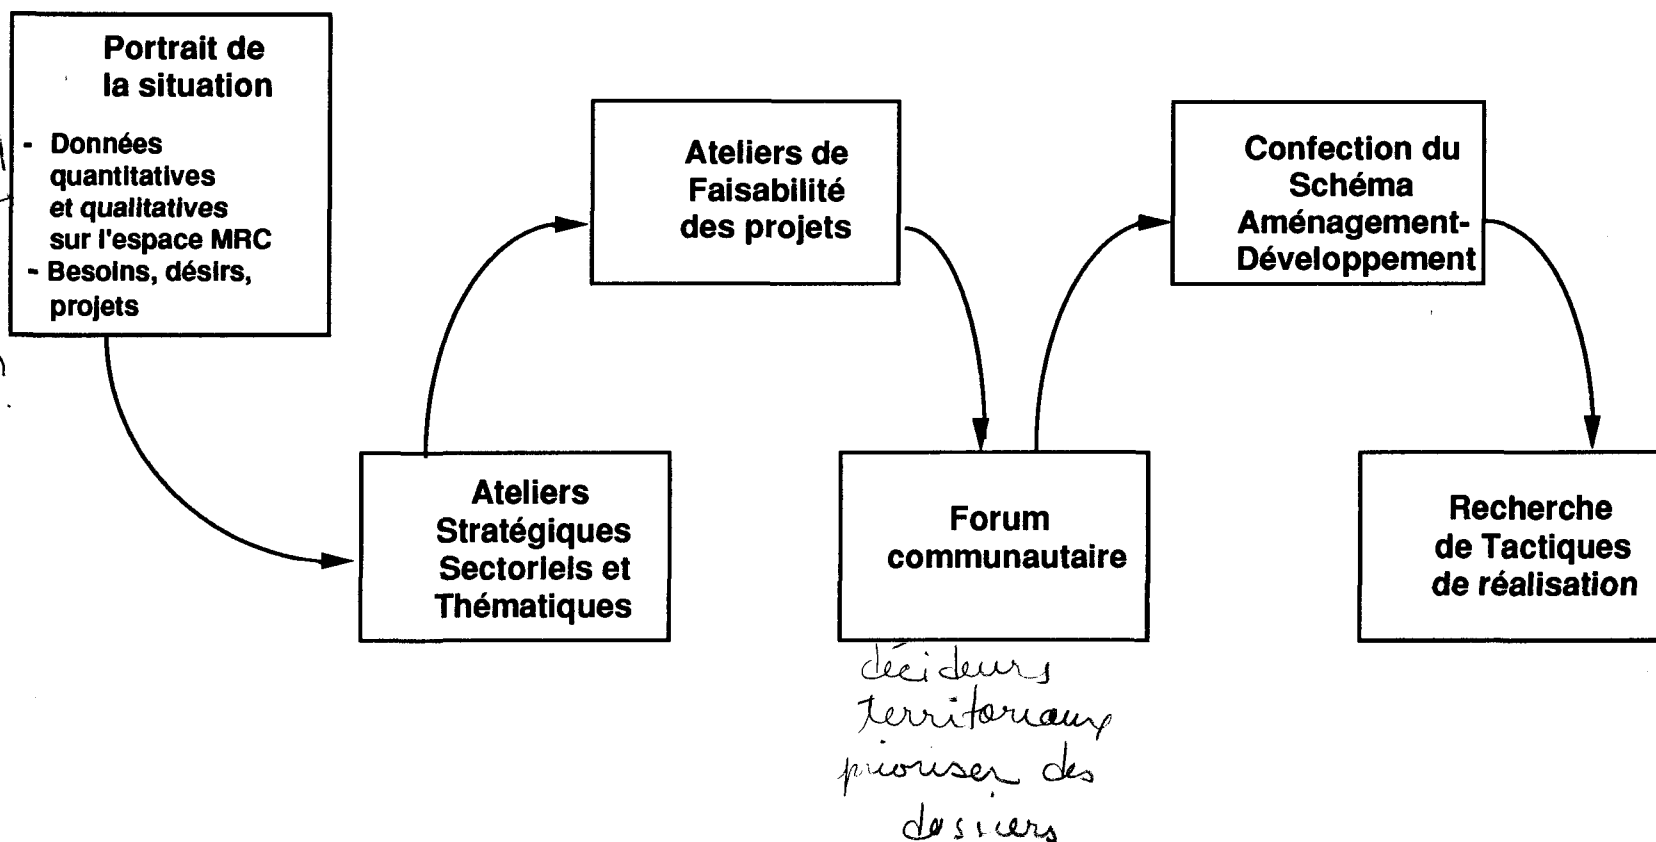 Portrait de
la situation
- Données
quantitatives
et qualitatives
sur l'espace MRC
- Besoins, désirs,
projets
Ateliers
Stratégiques
Sectoriels et
Thématiques
Ateliers de
Faisabilité
des projets
Forum
communautaire
décideurs
territoriaux
prioriser des
dossiers
Confection du
Schéma
Aménagement-
Développement
Recherche
de Tactiques
de réalisation